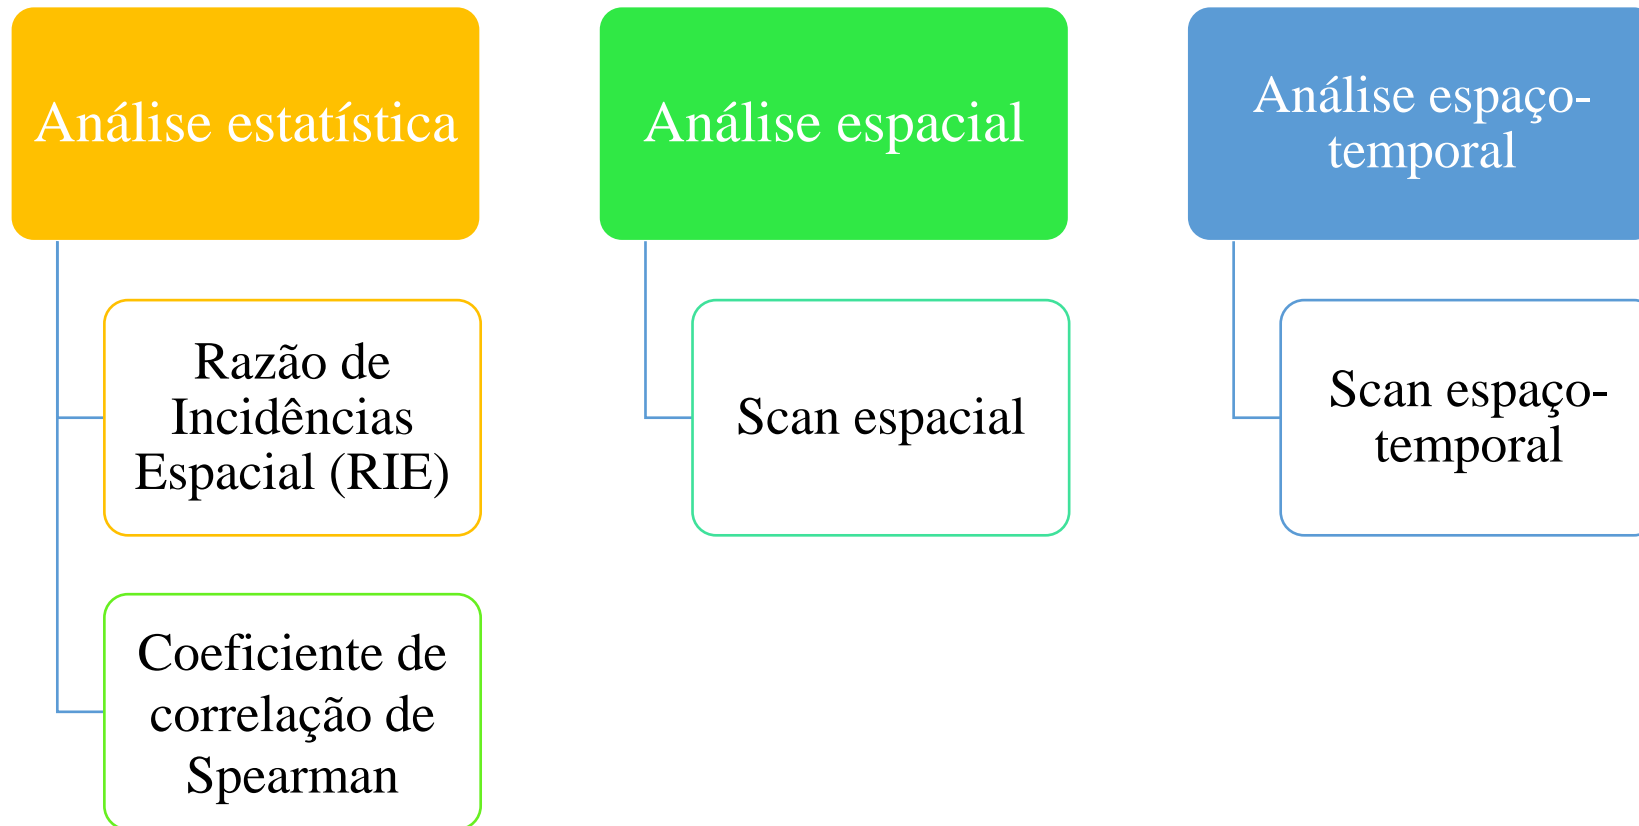 Análise estatística
Razão de
Incidências
Espacial (RIE)
Coeficiente de
correlação de
Spearman
Análise espacial
Scan espacial
Análise espaço-
temporal
Scan espaço-
temporal